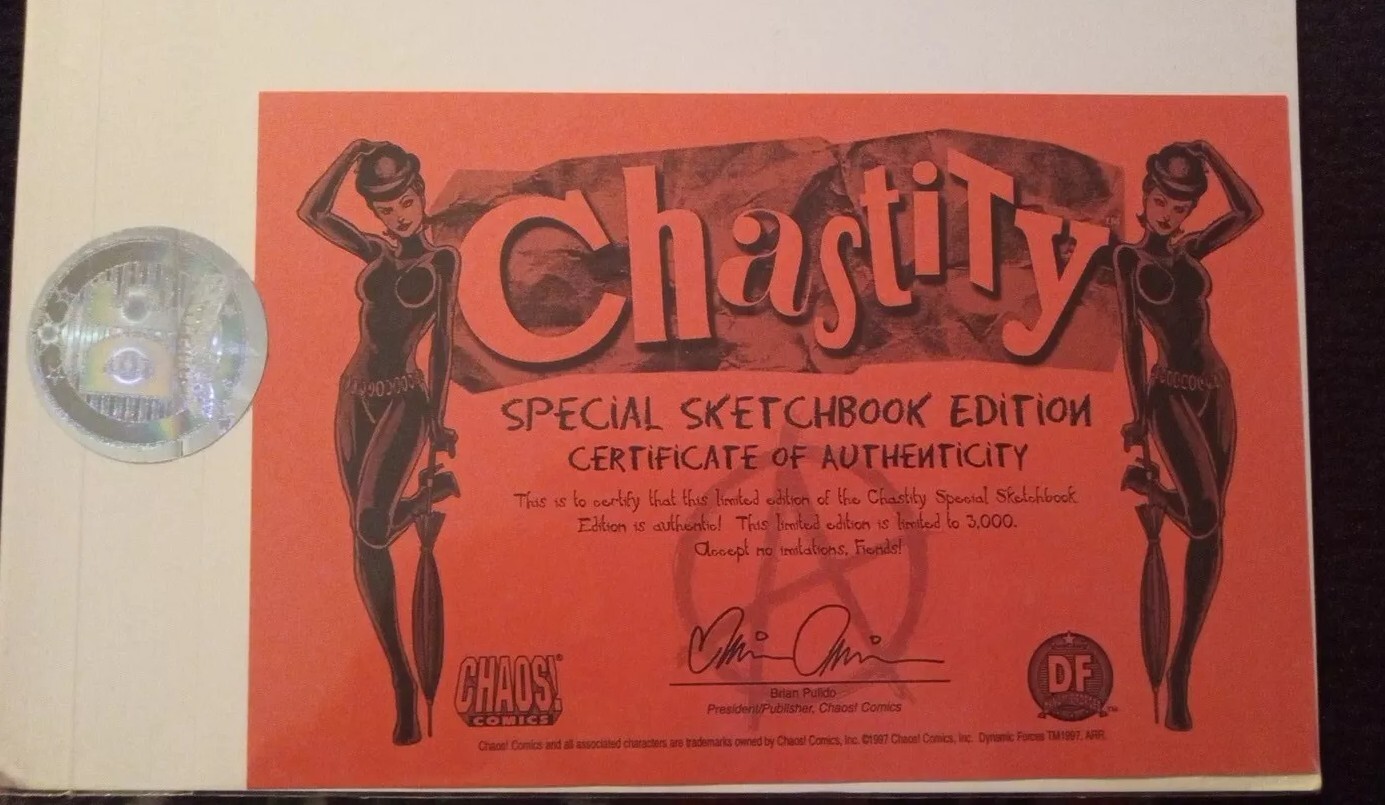 Chastity
SPECIAL SKETCHBOOK EDITION
CERTIFICATE OF AUTHENTICITY
This is to certify that this limited edition of the Chastity Special Sketchbook
Edition is authentic! This limited edition is limited to 3,000.
Accept no imitations, Fiends!
Brian Pulido
President/Publisher, Chaos! Comics
CHAOS!®
COMICS
DF
Chaos! Comics and all associated characters are trademarks owned by Chaos! Comics, Inc. ©1997 Chaos! Comics, Inc. Dynamic Forces TM1997, ARR.